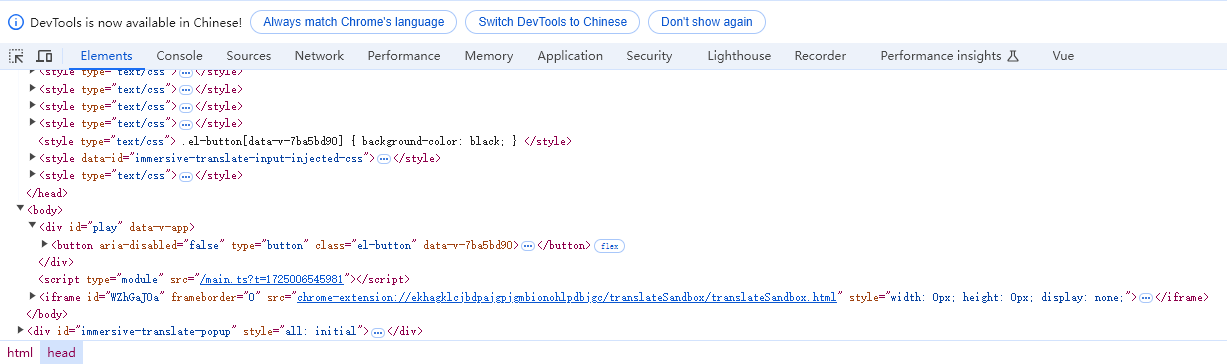 DevTools is now available in Chinese! Always match Chrome's language Switch DevTools to Chinese Don't show again
Elements Console Sources Network Performance Memory Application Security Lighthouse Recorder Performance insights Vue
<style type="text/css">…</style>
<style type="text/css">…</style>
<style type="text/css">…</style>
<style type="text/css">…</style>
<style type="text/css"> .el-button[data-v-7ba5bd90] { background-color: black; } </style>
<style data-id="immersive-translate-input-injected-css">…</style>
<style type="text/css">…</style>
</head>
<body>
<div id="play" data-v-app>
<button aria-disabled="false" type="button" class="el-button" data-v-7ba5bd90>…</button> flex
</div>
<script type="module" src="/main.ts?t=1725006545981"></script>
<iframe id="WZhGaJOa" frameborder="0" src="chrome-extension://ekhagklcjbdpajgpjgmbionohlpdbjgc/translateSandbox/translateSandbox.html" style="width: 0px; height: 0px; display: none;">…</iframe>
</body>
<div id="immersive-translate-popup" style="all: initial">…</div>
html head